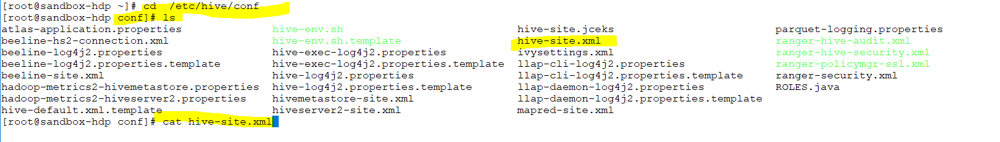 [root@sandbox-hdp ~]# cd  /etc/hive/conf
[root@sandbox-hdp conf]# ls
atlas-application.properties hive-env.sh hive-site.jceks parquet-logging.properties
beeline-hs2-connection.xml hive-env.sh.template hive-site.xml ranger-hive-audit.xml
beeline-log4j2.properties hive-exec-log4j2.properties ivysettings.xml ranger-hive-security.xml
beeline-log4j2.properties.template hive-exec-log4j2.properties.template llap-cli-log4j2.properties ranger-policymgr-ssl.xml
beeline-site.xml hive-log4j2.properties llap-cli-log4j2.properties.template ranger-security.xml
hadoop-metrics2-hivemetastore.properties hive-log4j2.properties.template llap-daemon-log4j2.properties ROLES.java
hadoop-metrics2-hiveserver2.properties hivemetastore-site.xml llap-daemon-log4j2.properties.template
hive-default.xml.template hiveserver2-site.xml mapred-site.xml
[root@sandbox-hdp conf]# cat hive-site.xml